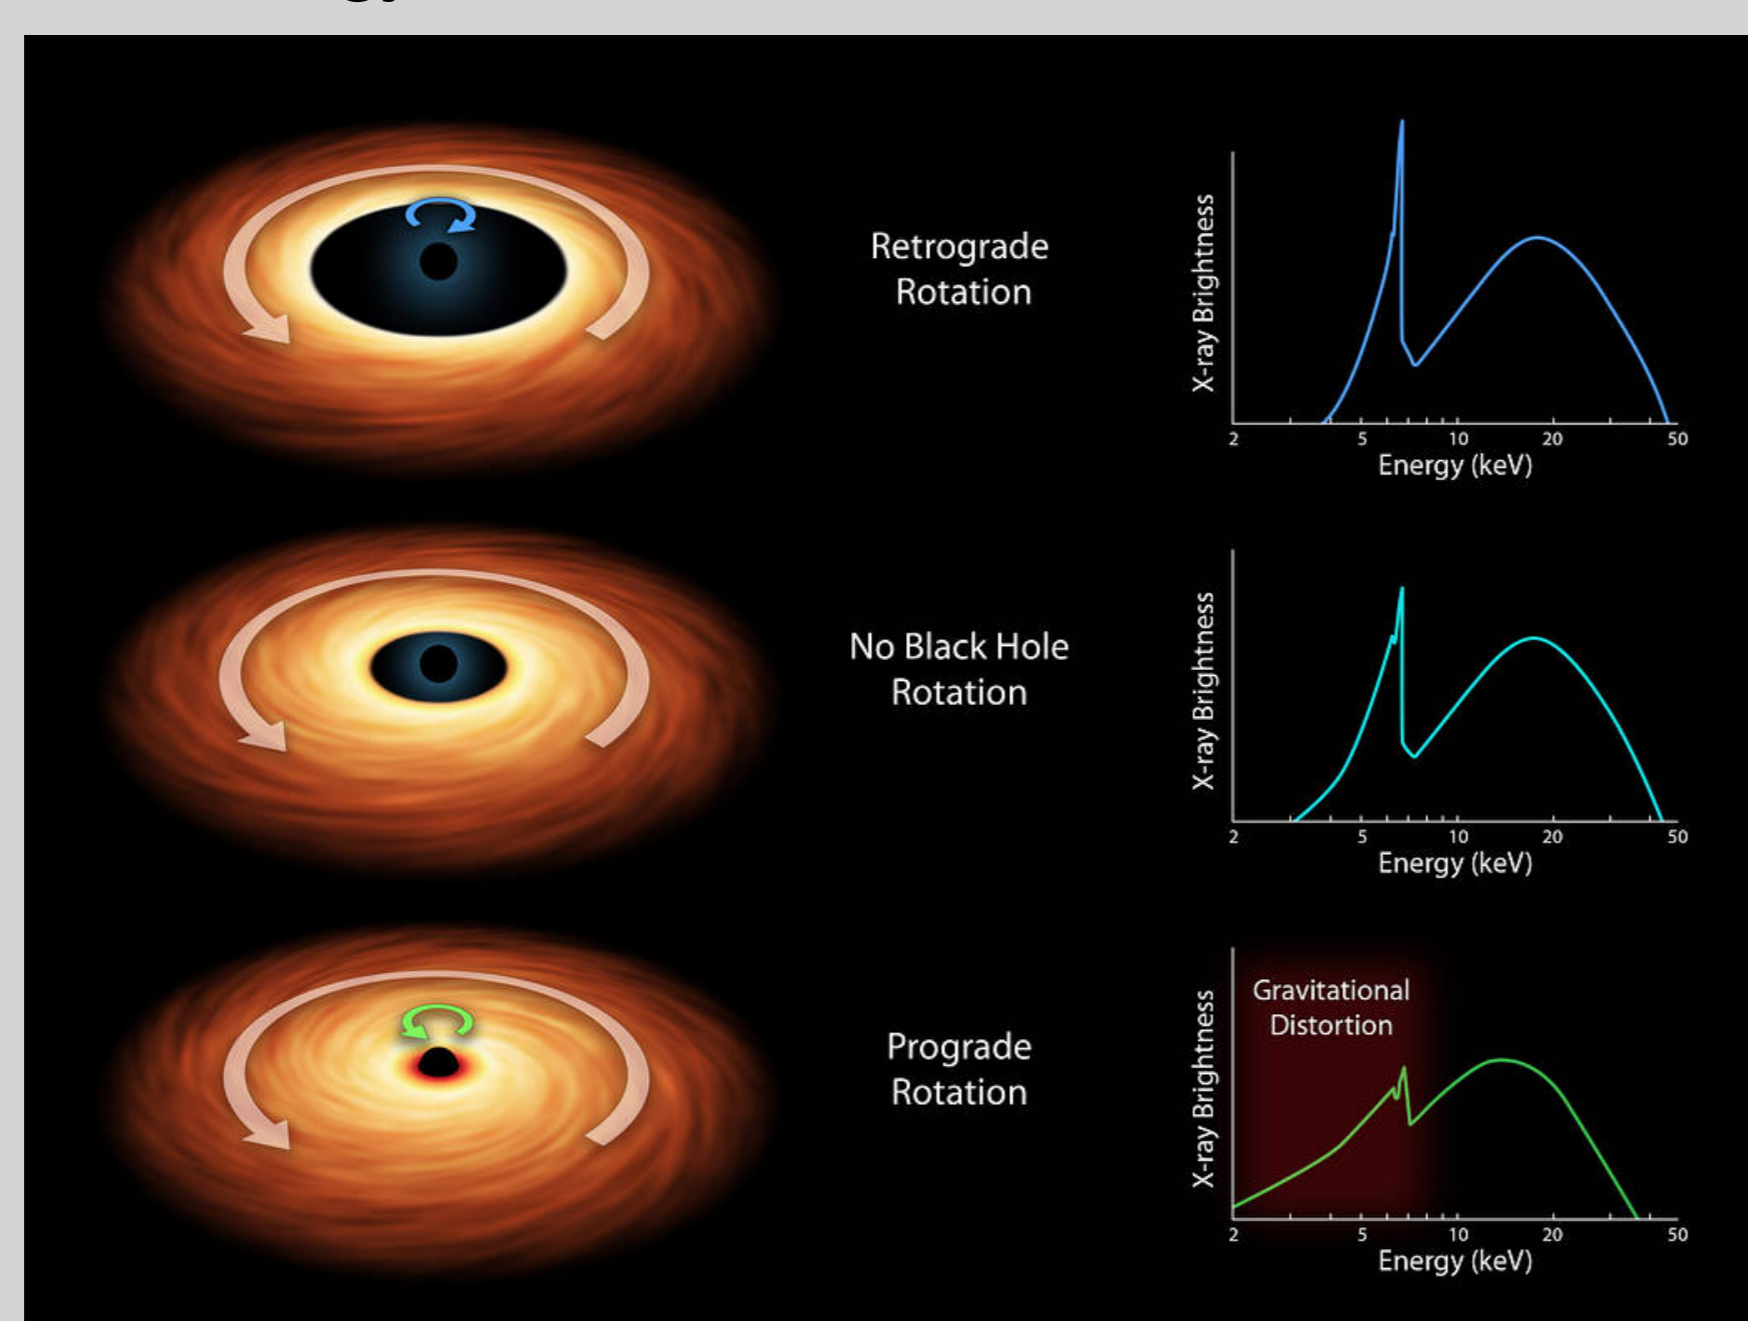 Retrograde
Rotation
X-ray Brightness
2 5 10 20 50
Energy (keV)
No Black Hole
Rotation
X-ray Brightness
2 5 10 20 50
Energy (keV)
Prograde
Rotation
Gravitational
Distortion
X-ray Brightness
2 5 10 20 50
Energy (keV)